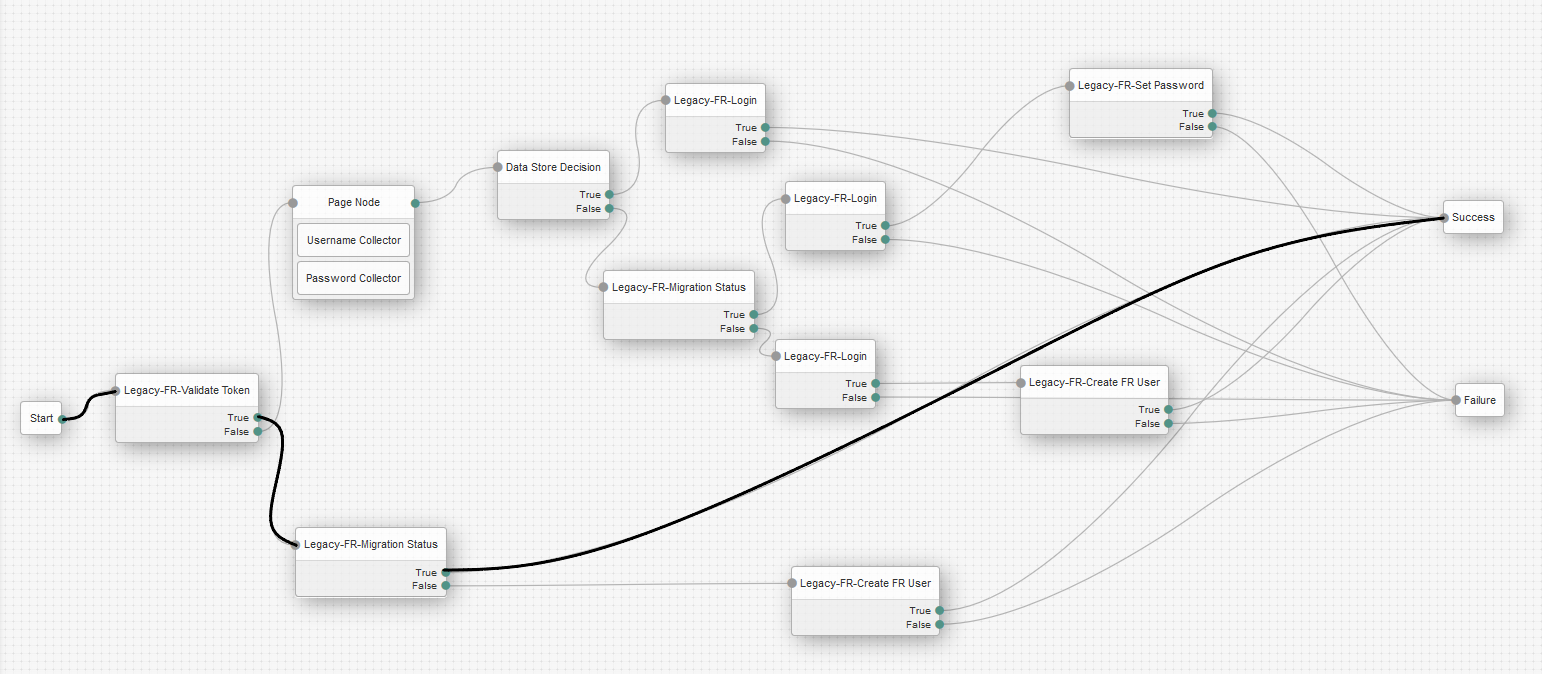 Start
Legacy-FR-Validate Token
True
False
Page Node
Username Collector
Password Collector
Data Store Decision
True
False
Legacy-FR-Login
True
False
Legacy-FR-Migration Status
True
False
Legacy-FR-Login
True
False
Legacy-FR-Login
True
False
Legacy-FR-Set Password
True
False
Legacy-FR-Create FR User
True
False
Legacy-FR-Migration Status
True
False
Legacy-FR-Create FR User
True
False
Success
Failure